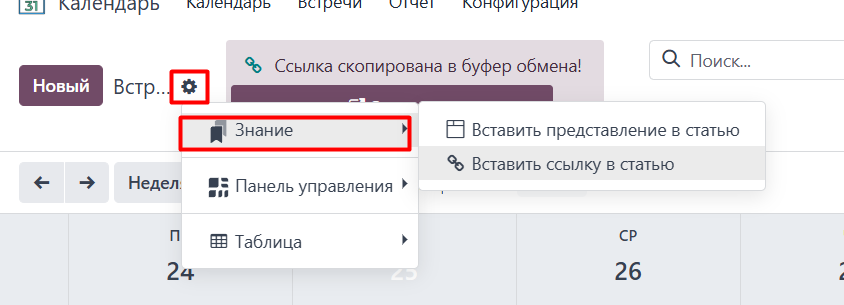 31 Календарь Календарь Встречи Отчет Конфигурация
Ссылка скопирована в буфер обмена!
Поиск...
Новый Встр...
Знание
Вставить представление в статью
Вставить ссылку в статью
Неделя
Панель управления
Таблица
СР
24 25 26